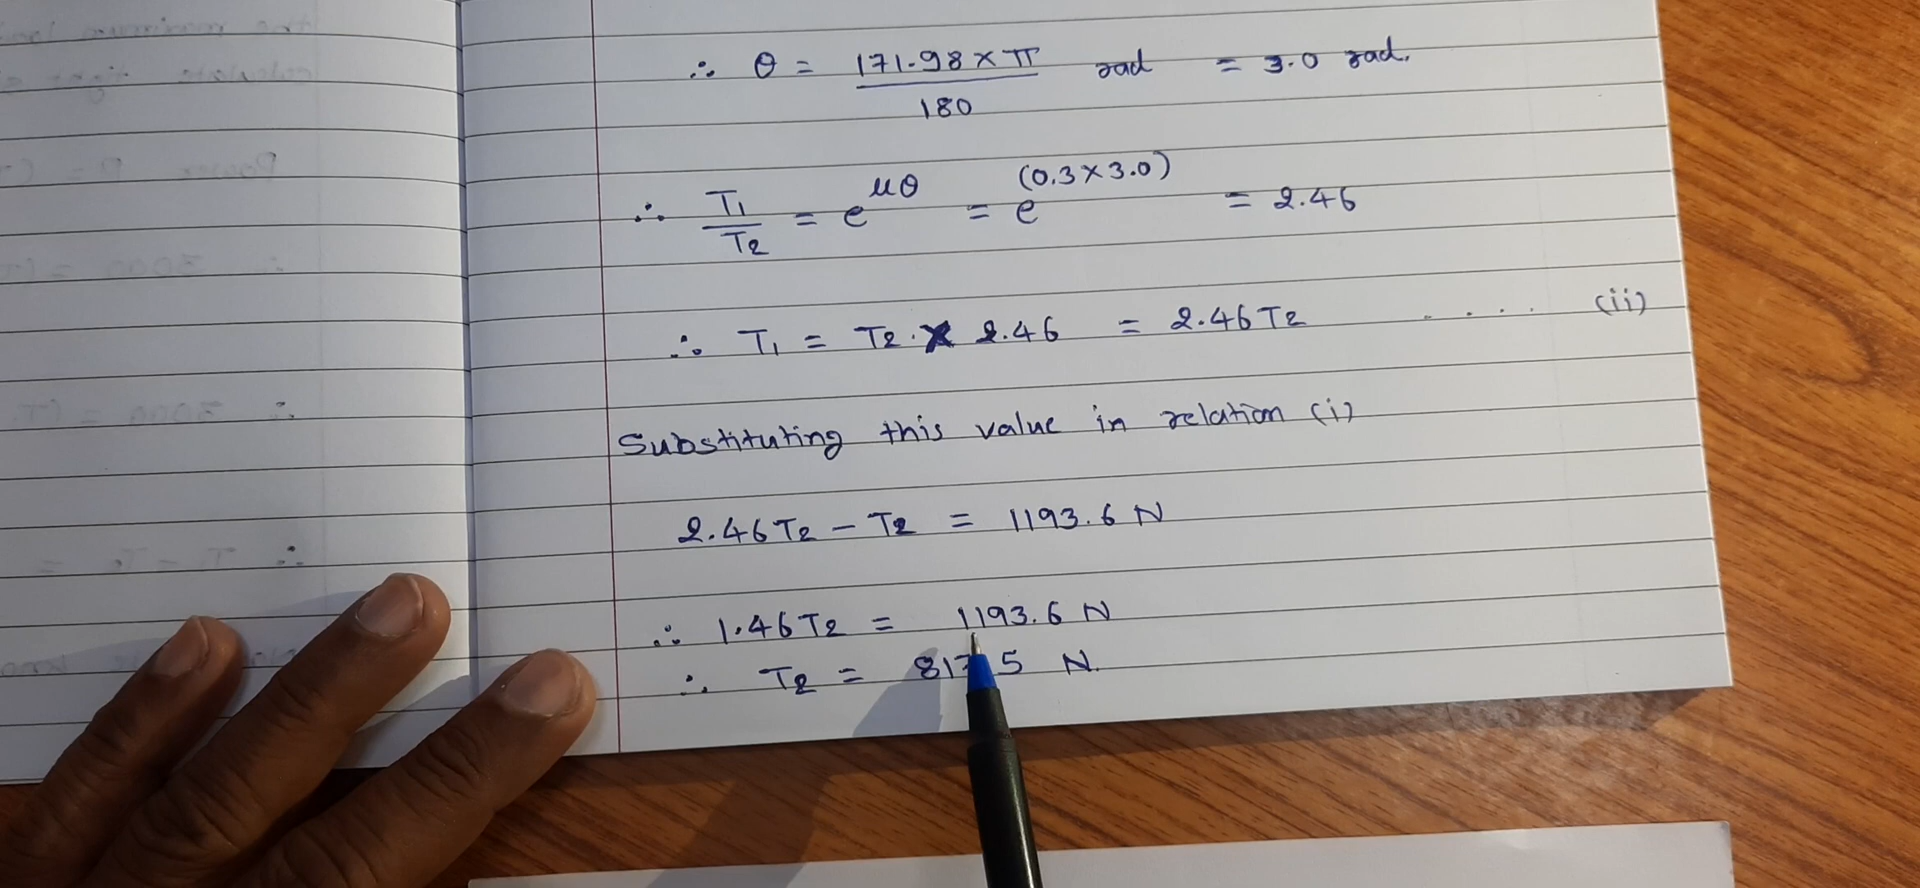 ∴ θ = 171.98 × π / 180 rad = 3.0 rad.
∴ T₁ / T₂ = e^μθ = e^(0.3 × 3.0) = 2.46
∴ T₁ = T₂ . × 2.46 = 2.46 T₂ . . . . (ii)
Substituting this value in relation (i)
2.46 T₂ − T₂ = 1193.6 N
∴ 1.46 T₂ = 1193.6 N
∴ T₂ = 817.5 N.